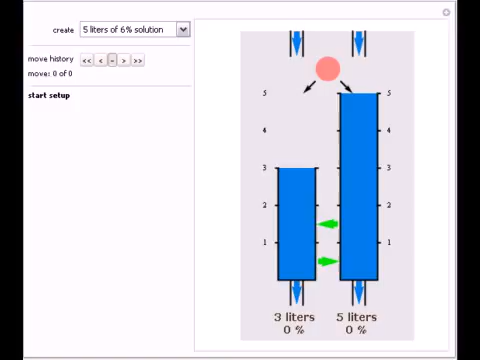 create 5 liters of 6% solution
move history << < - > >>
move: 0 of 0
start setup
5 5
4 4
3 3
2 2
1 1
3 liters 5 liters
0 % 0 %